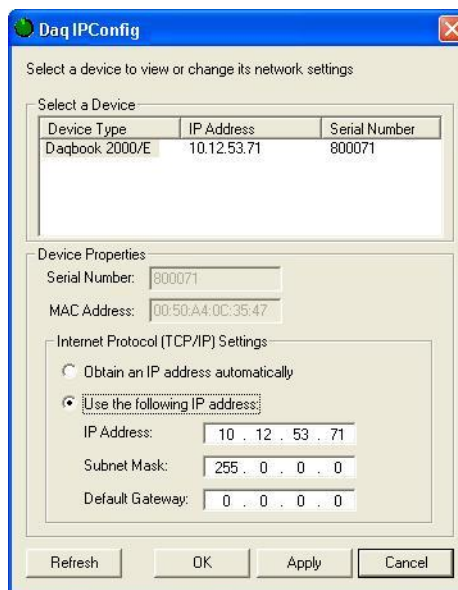 Daq IPConfig
Select a device to view or change its network settings
Select a Device
Device Type IP Address Serial Number
Daqbook 2000/E 10.12.53.71 800071
Device Properties
Serial Number: 800071
MAC Address: 00:50:A4:0C:35:47
Internet Protocol (TCP/IP) Settings
Obtain an IP address automatically
Use the following IP address:
IP Address: 10 . 12 . 53 . 71
Subnet Mask: 255 . 0 . 0 . 0
Default Gateway: 0 . 0 . 0 . 0
Refresh OK Apply Cancel